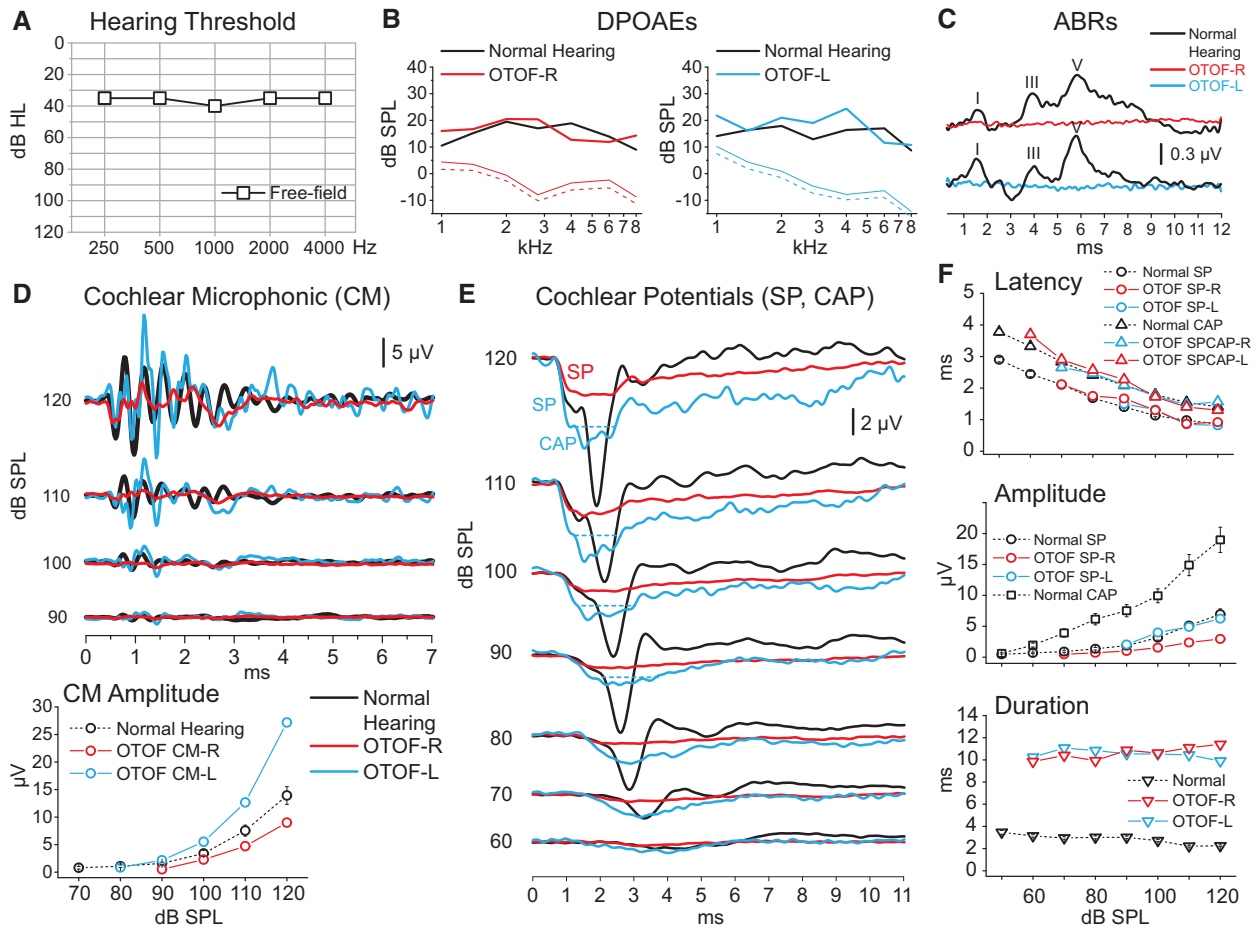 A Hearing Threshold
dB HL
0
20
40
60
80
100
120
Free-field
250 500 1000 2000 4000 Hz
B DPOAEs
Normal Hearing
OTOF-R
dB SPL
40
30
20
10
0
-10
1 2 3 4 5 6 7 8
kHz
Normal Hearing
OTOF-L
dB SPL
40
30
20
10
0
-10
1 2 3 4 5 6 7 8
kHz
C ABRs
Normal
Hearing
OTOF-R
OTOF-L
I III V
I III V
0.3 µV
1 2 3 4 5 6 7 8 9 10 11 12
ms
D Cochlear Microphonic (CM)
5 µV
dB SPL
120
110
100
90
0 1 2 3 4 5 6 7
ms
CM Amplitude
µV
30
25
20
15
10
5
0
Normal Hearing
OTOF CM-R
OTOF CM-L
70 80 90 100 110 120
dB SPL
Normal
Hearing
OTOF-R
OTOF-L
E Cochlear Potentials (SP, CAP)
SP
SP
CAP
2 µV
dB SPL
120
110
100
90
80
70
60
0 1 2 3 4 5 6 7 8 9 10 11
ms
F Latency
Normal SP
OTOF SP-R
OTOF SP-L
Normal CAP
OTOF SPCAP-R
OTOF SPCAP-L
ms
5
4
3
2
1
0
Amplitude
Normal SP
OTOF SP-R
OTOF SP-L
Normal CAP
µV
20
15
10
5
0
Duration
ms
14
12
10
8
6
4
2
0
Normal
OTOF-R
OTOF-L
60 80 100 120
dB SPL